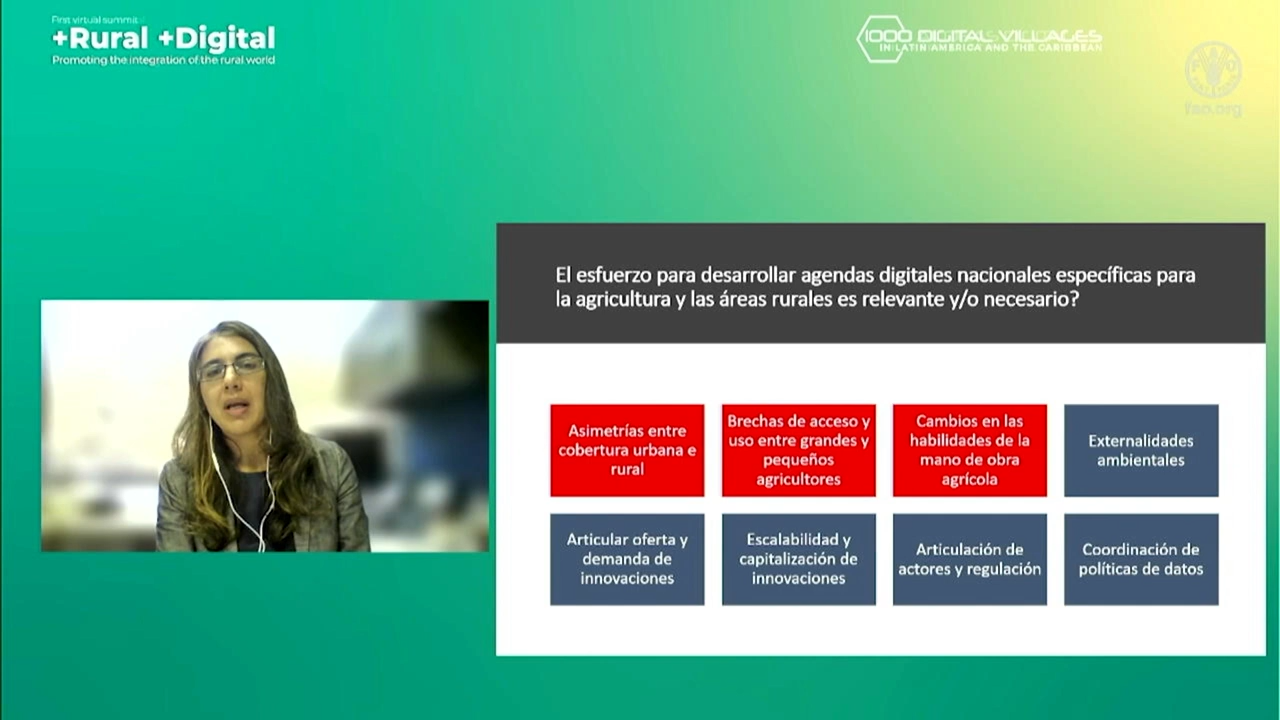 First virtual summit
+Rural +Digital
Promoting the integration of the rural world
1000 DIGITAL VILLAGES
IN LATIN AMERICA AND THE CARIBBEAN
fao.org
El esfuerzo para desarrollar agendas digitales nacionales específicas para
la agricultura y las áreas rurales es relevante y/o necesario?
Asimetrías entre
cobertura urbana e
rural
Brechas de acceso y
uso entre grandes y
pequeños
agricultores
Cambios en las
habilidades de la
mano de obra
agrícola
Externalidades
ambientales
Articular oferta y
demanda de
innovaciones
Escalabilidad y
capitalización de
innovaciones
Articulación de
actores y regulación
Coordinación de
políticas de datos